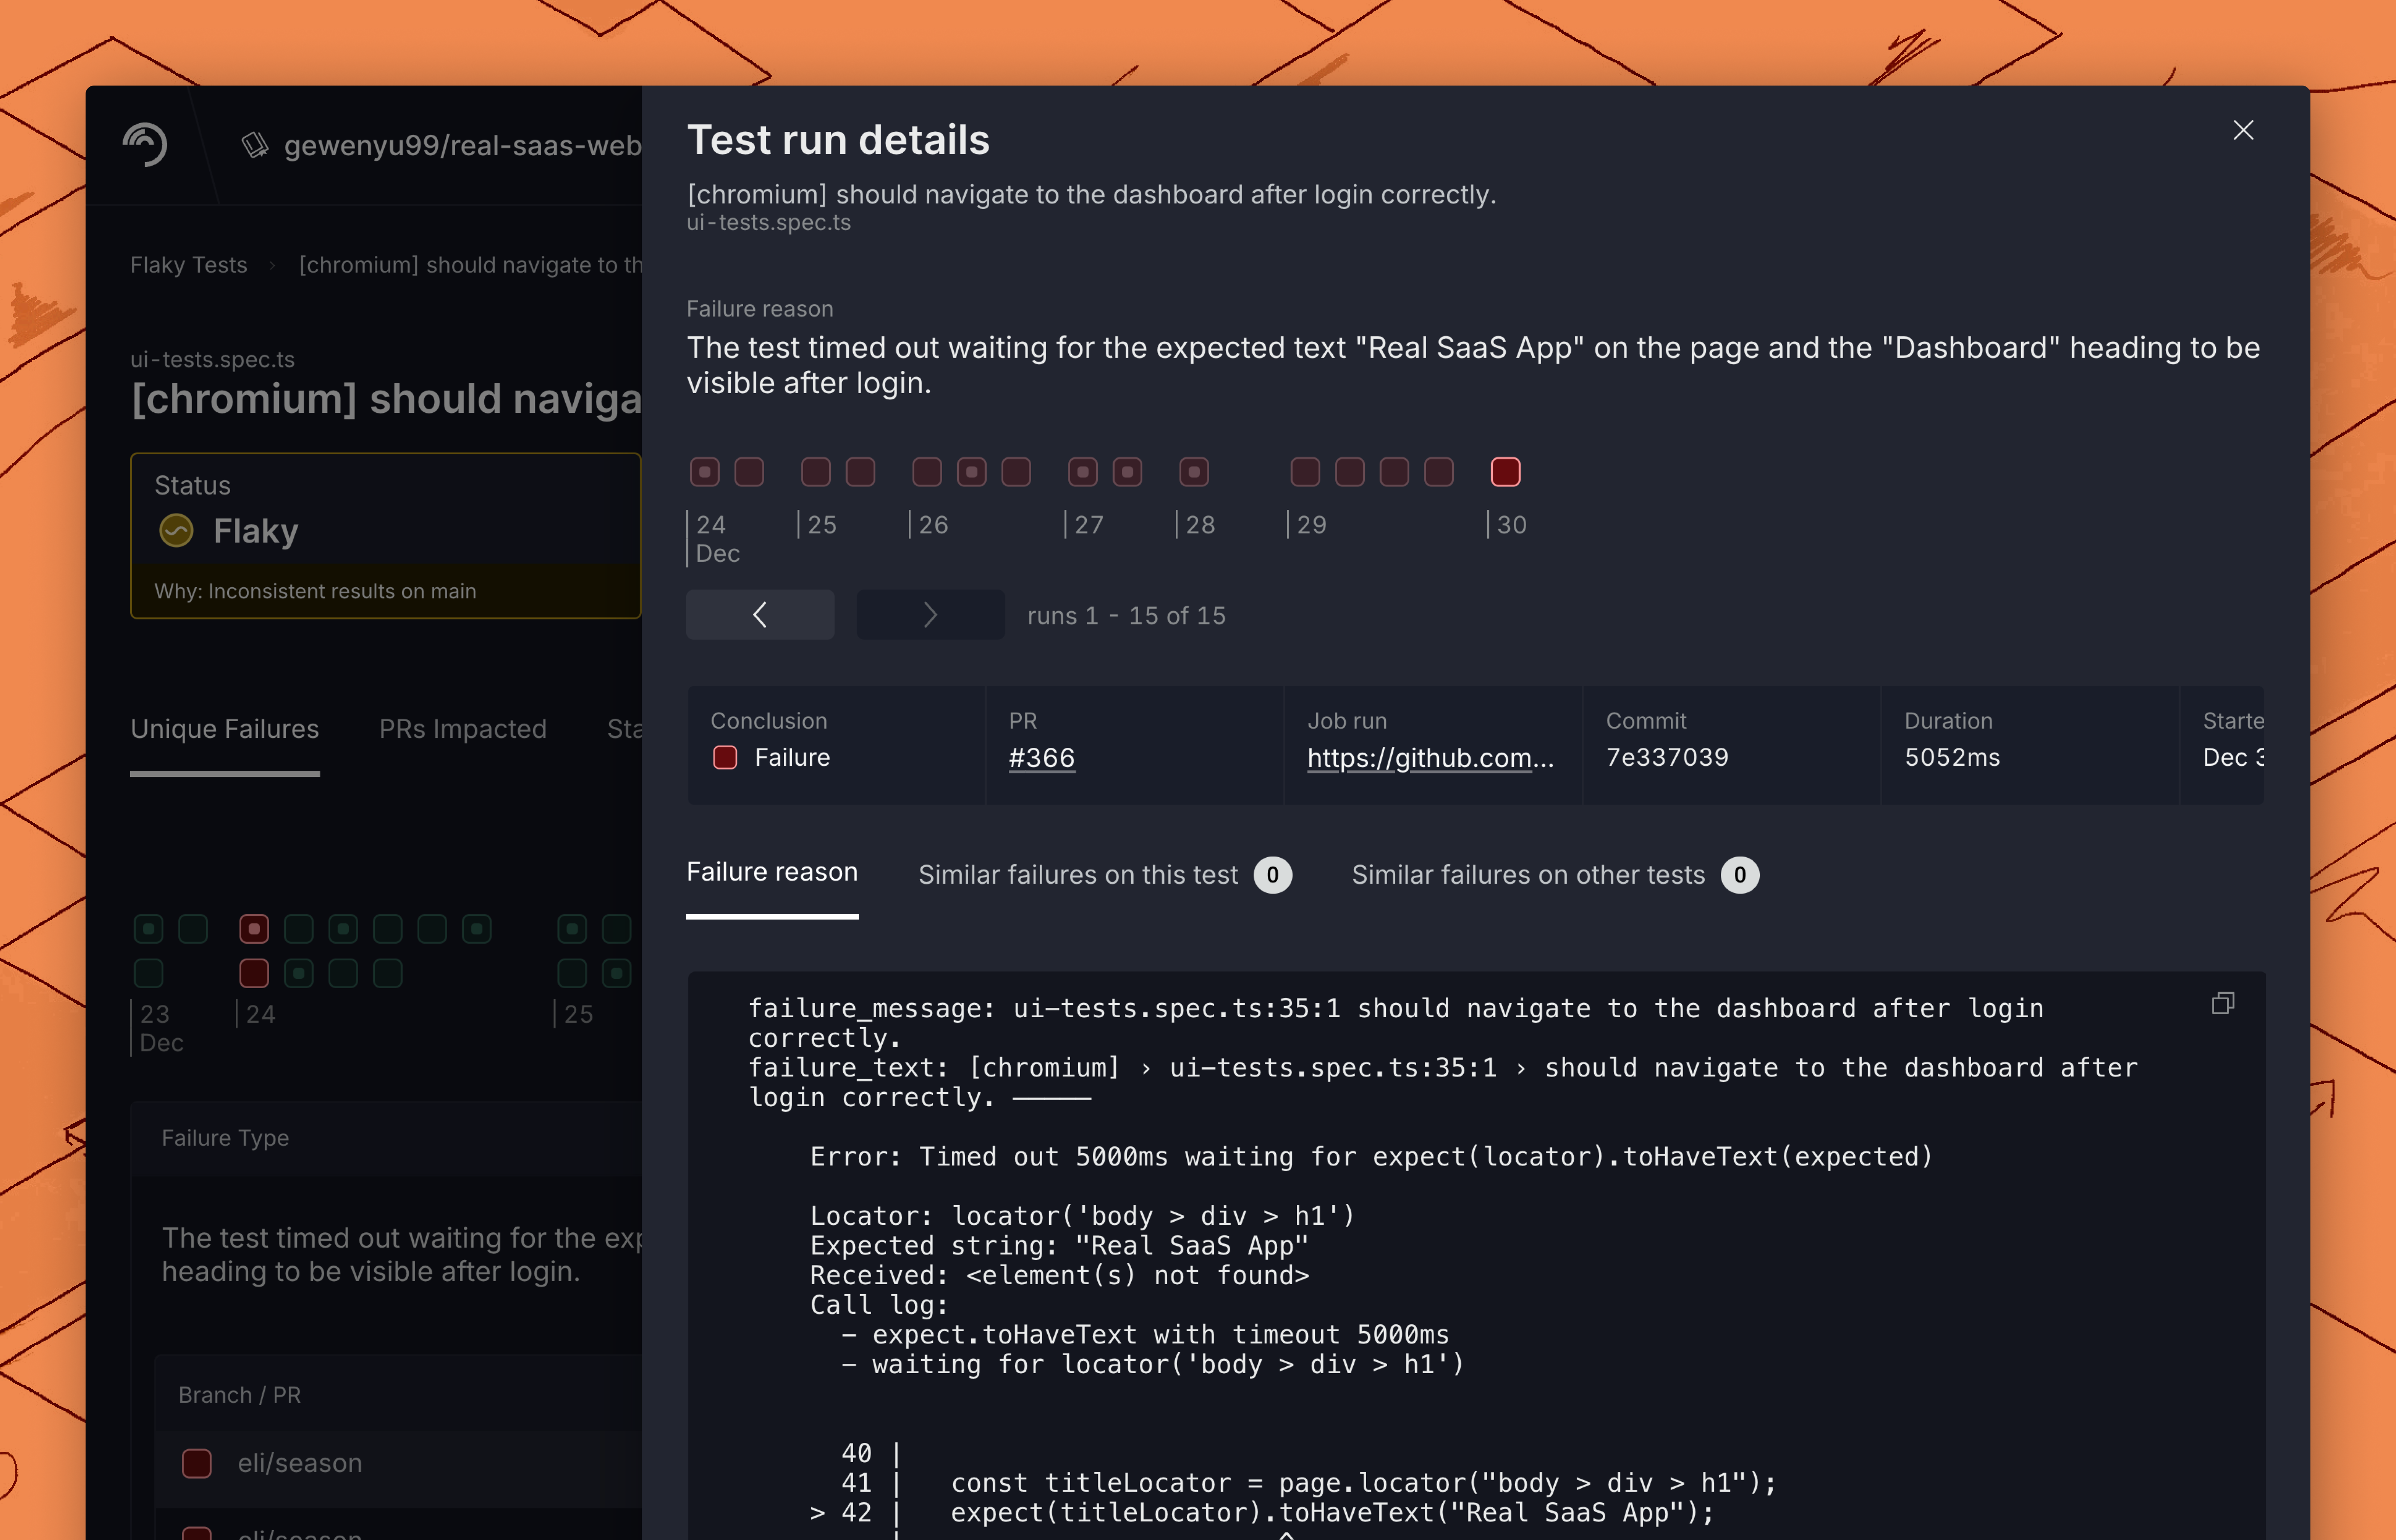 gewenyu99/real-saas-web
Flaky Tests › [chromium] should navigate to th
ui-tests.spec.ts
[chromium] should naviga
Status
Flaky
Why: Inconsistent results on main
Unique Failures PRs Impacted Sta
23 24 25
Dec
Failure Type
The test timed out waiting for the exp
heading to be visible after login.
Branch / PR
eli/season
eli/season
Test run details
[chromium] should navigate to the dashboard after login correctly.
ui-tests.spec.ts
Failure reason
The test timed out waiting for the expected text "Real SaaS App" on the page and the "Dashboard" heading to be
visible after login.
24 25 26 27 28 29 30
Dec
runs 1 - 15 of 15
Conclusion PR Job run Commit Duration Starte
Failure #366 https://github.com... 7e337039 5052ms Dec 3
Failure reason Similar failures on this test 0 Similar failures on other tests 0
failure_message: ui-tests.spec.ts:35:1 should navigate to the dashboard after login
correctly.
failure_text: [chromium] › ui-tests.spec.ts:35:1 › should navigate to the dashboard after
login correctly. ─────
Error: Timed out 5000ms waiting for expect(locator).toHaveText(expected)
Locator: locator('body > div > h1')
Expected string: "Real SaaS App"
Received: <element(s) not found>
Call log:
- expect.toHaveText with timeout 5000ms
- waiting for locator('body > div > h1')
40 |
41 | const titleLocator = page.locator("body > div > h1");
> 42 | expect(titleLocator).toHaveText("Real SaaS App");
| ^